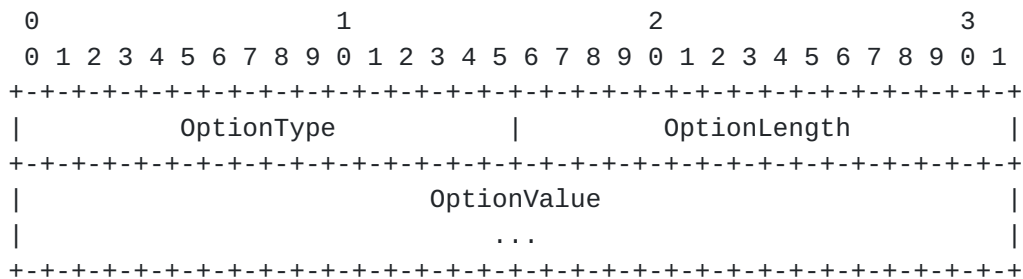 0                   1                   2                   3
 0 1 2 3 4 5 6 7 8 9 0 1 2 3 4 5 6 7 8 9 0 1 2 3 4 5 6 7 8 9 0 1
+-+-+-+-+-+-+-+-+-+-+-+-+-+-+-+-+-+-+-+-+-+-+-+-+-+-+-+-+-+-+-+-+
|          OptionType           |         OptionLength          |
+-+-+-+-+-+-+-+-+-+-+-+-+-+-+-+-+-+-+-+-+-+-+-+-+-+-+-+-+-+-+-+-+
|                          OptionValue                          |
|                              ...                              |
+-+-+-+-+-+-+-+-+-+-+-+-+-+-+-+-+-+-+-+-+-+-+-+-+-+-+-+-+-+-+-+-+